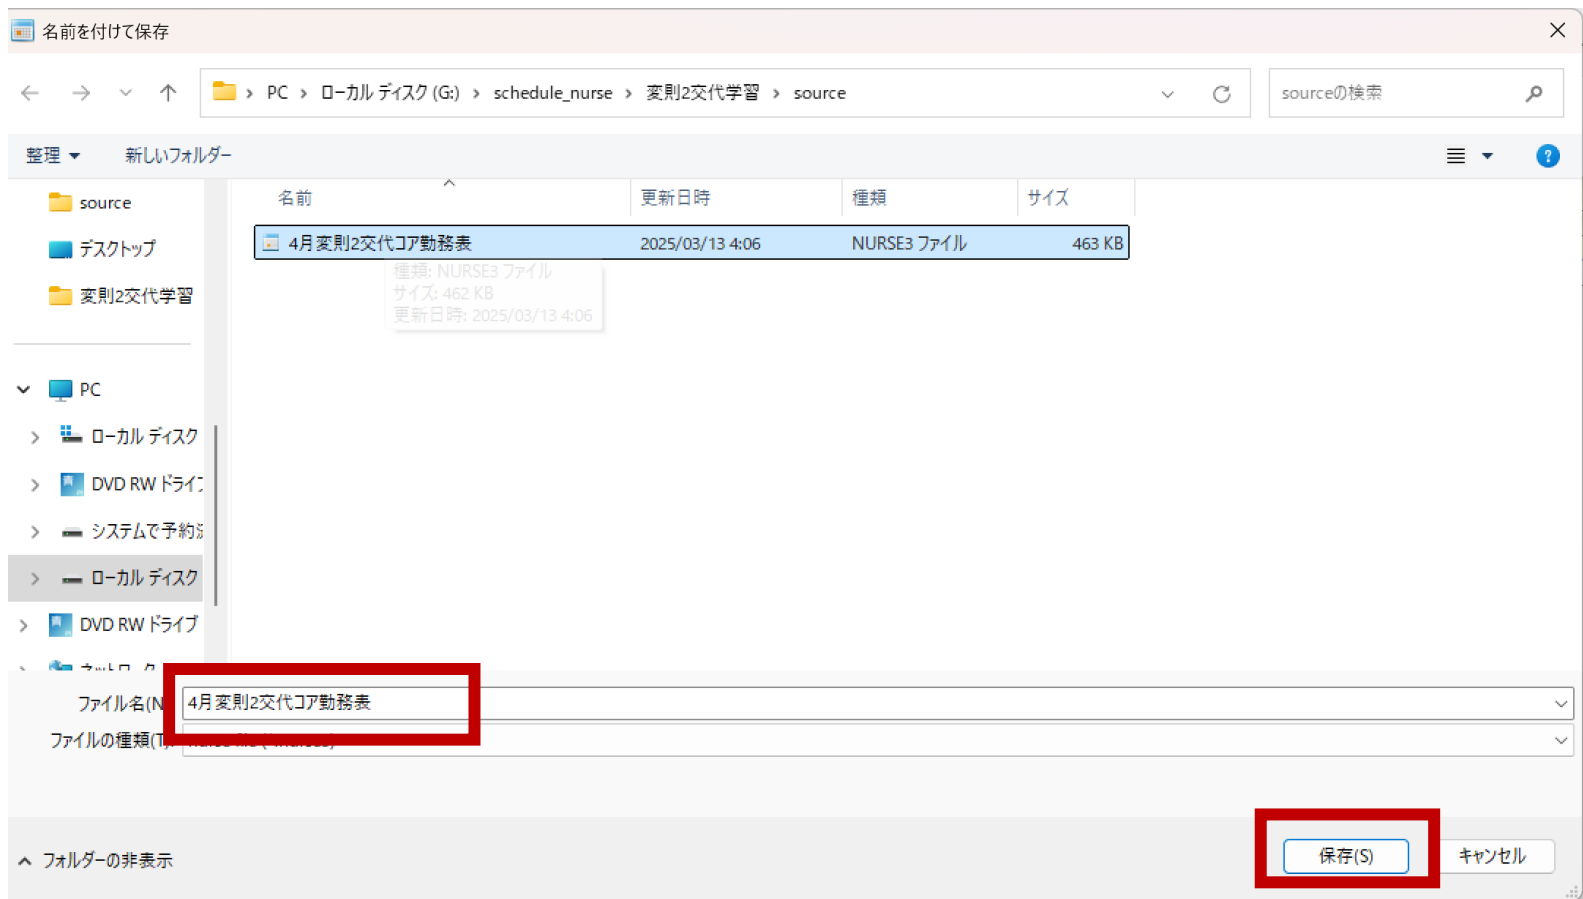 名前を付けて保存
PC › ローカル ディスク (G:) › schedule_nurse › 変則2交代学習 › source
sourceの検索
整理
新しいフォルダー
source
デスクトップ
変則2交代学習
PC
ローカル ディスク
DVD RW ドライブ
システムで予約済
ローカル ディスク
DVD RW ドライブ
ネットワーク
名前 更新日時 種類 サイズ
4月変則2交代コア勤務表 2025/03/13 4:06 NURSE3 ファイル 463 KB
種類: NURSE3 ファイル
サイズ: 462 KB
更新日時: 2025/03/13 4:06
ファイル名(N 4月変則2交代コア勤務表
ファイルの種類(T):
フォルダーの非表示
保存(S)
キャンセル